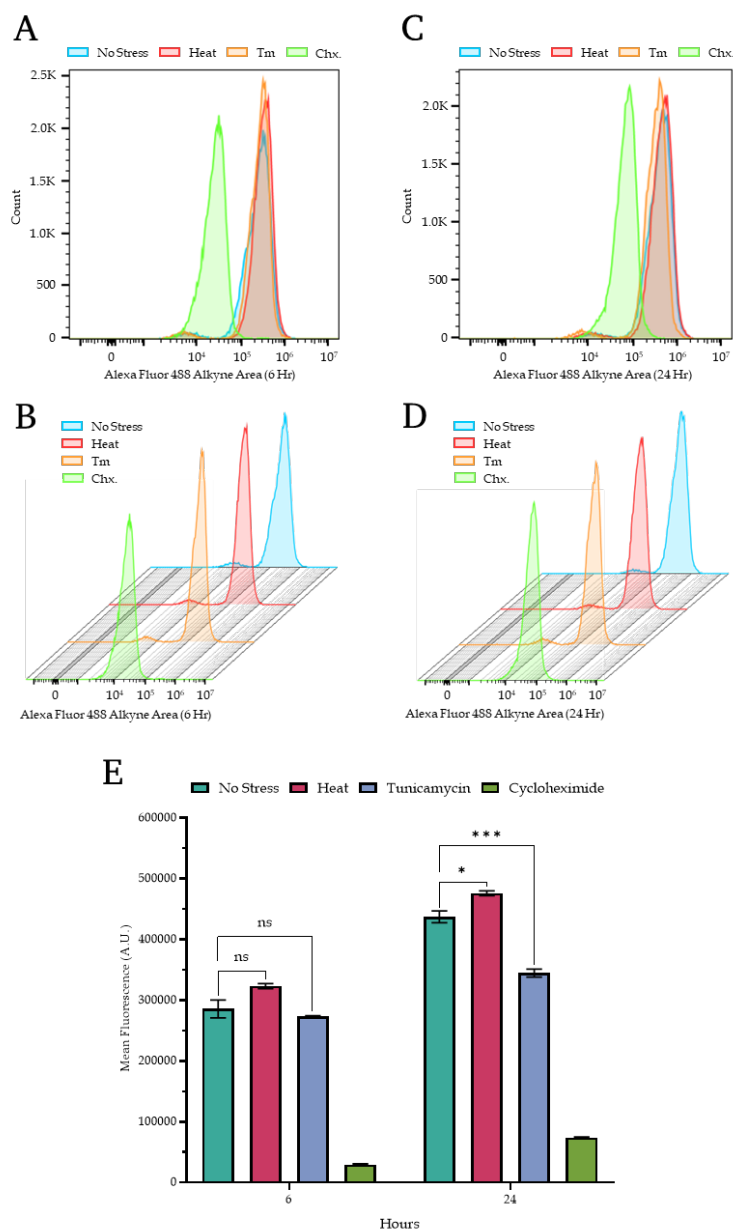 A
No Stress Heat Tm Chx.
2.5K
2.0K
1.5K
1.0K
500
0
Count
0 10⁴ 10⁵ 10⁶ 10⁷
Alexa Fluor 488 Alkyne Area (6 Hr)
C
No Stress Heat Tm Chx.
2.0K
1.5K
1.0K
500
0
Count
0 10⁴ 10⁵ 10⁶ 10⁷
Alexa Fluor 488 Alkyne Area (24 Hr)
B
No Stress
Heat
Tm
Chx.
0 10⁴ 10⁵ 10⁶ 10⁷
Alexa Fluor 488 Alkyne Area (6 Hr)
D
No Stress
Heat
Tm
Chx.
0 10⁴ 10⁵ 10⁶ 10⁷
Alexa Fluor 488 Alkyne Area (24 Hr)
E
No Stress Heat Tunicamycin Cycloheximide
600000
500000
400000
300000
200000
100000
0
Mean Fluorescence (A.U.)
ns
ns
***
*
6 24
Hours